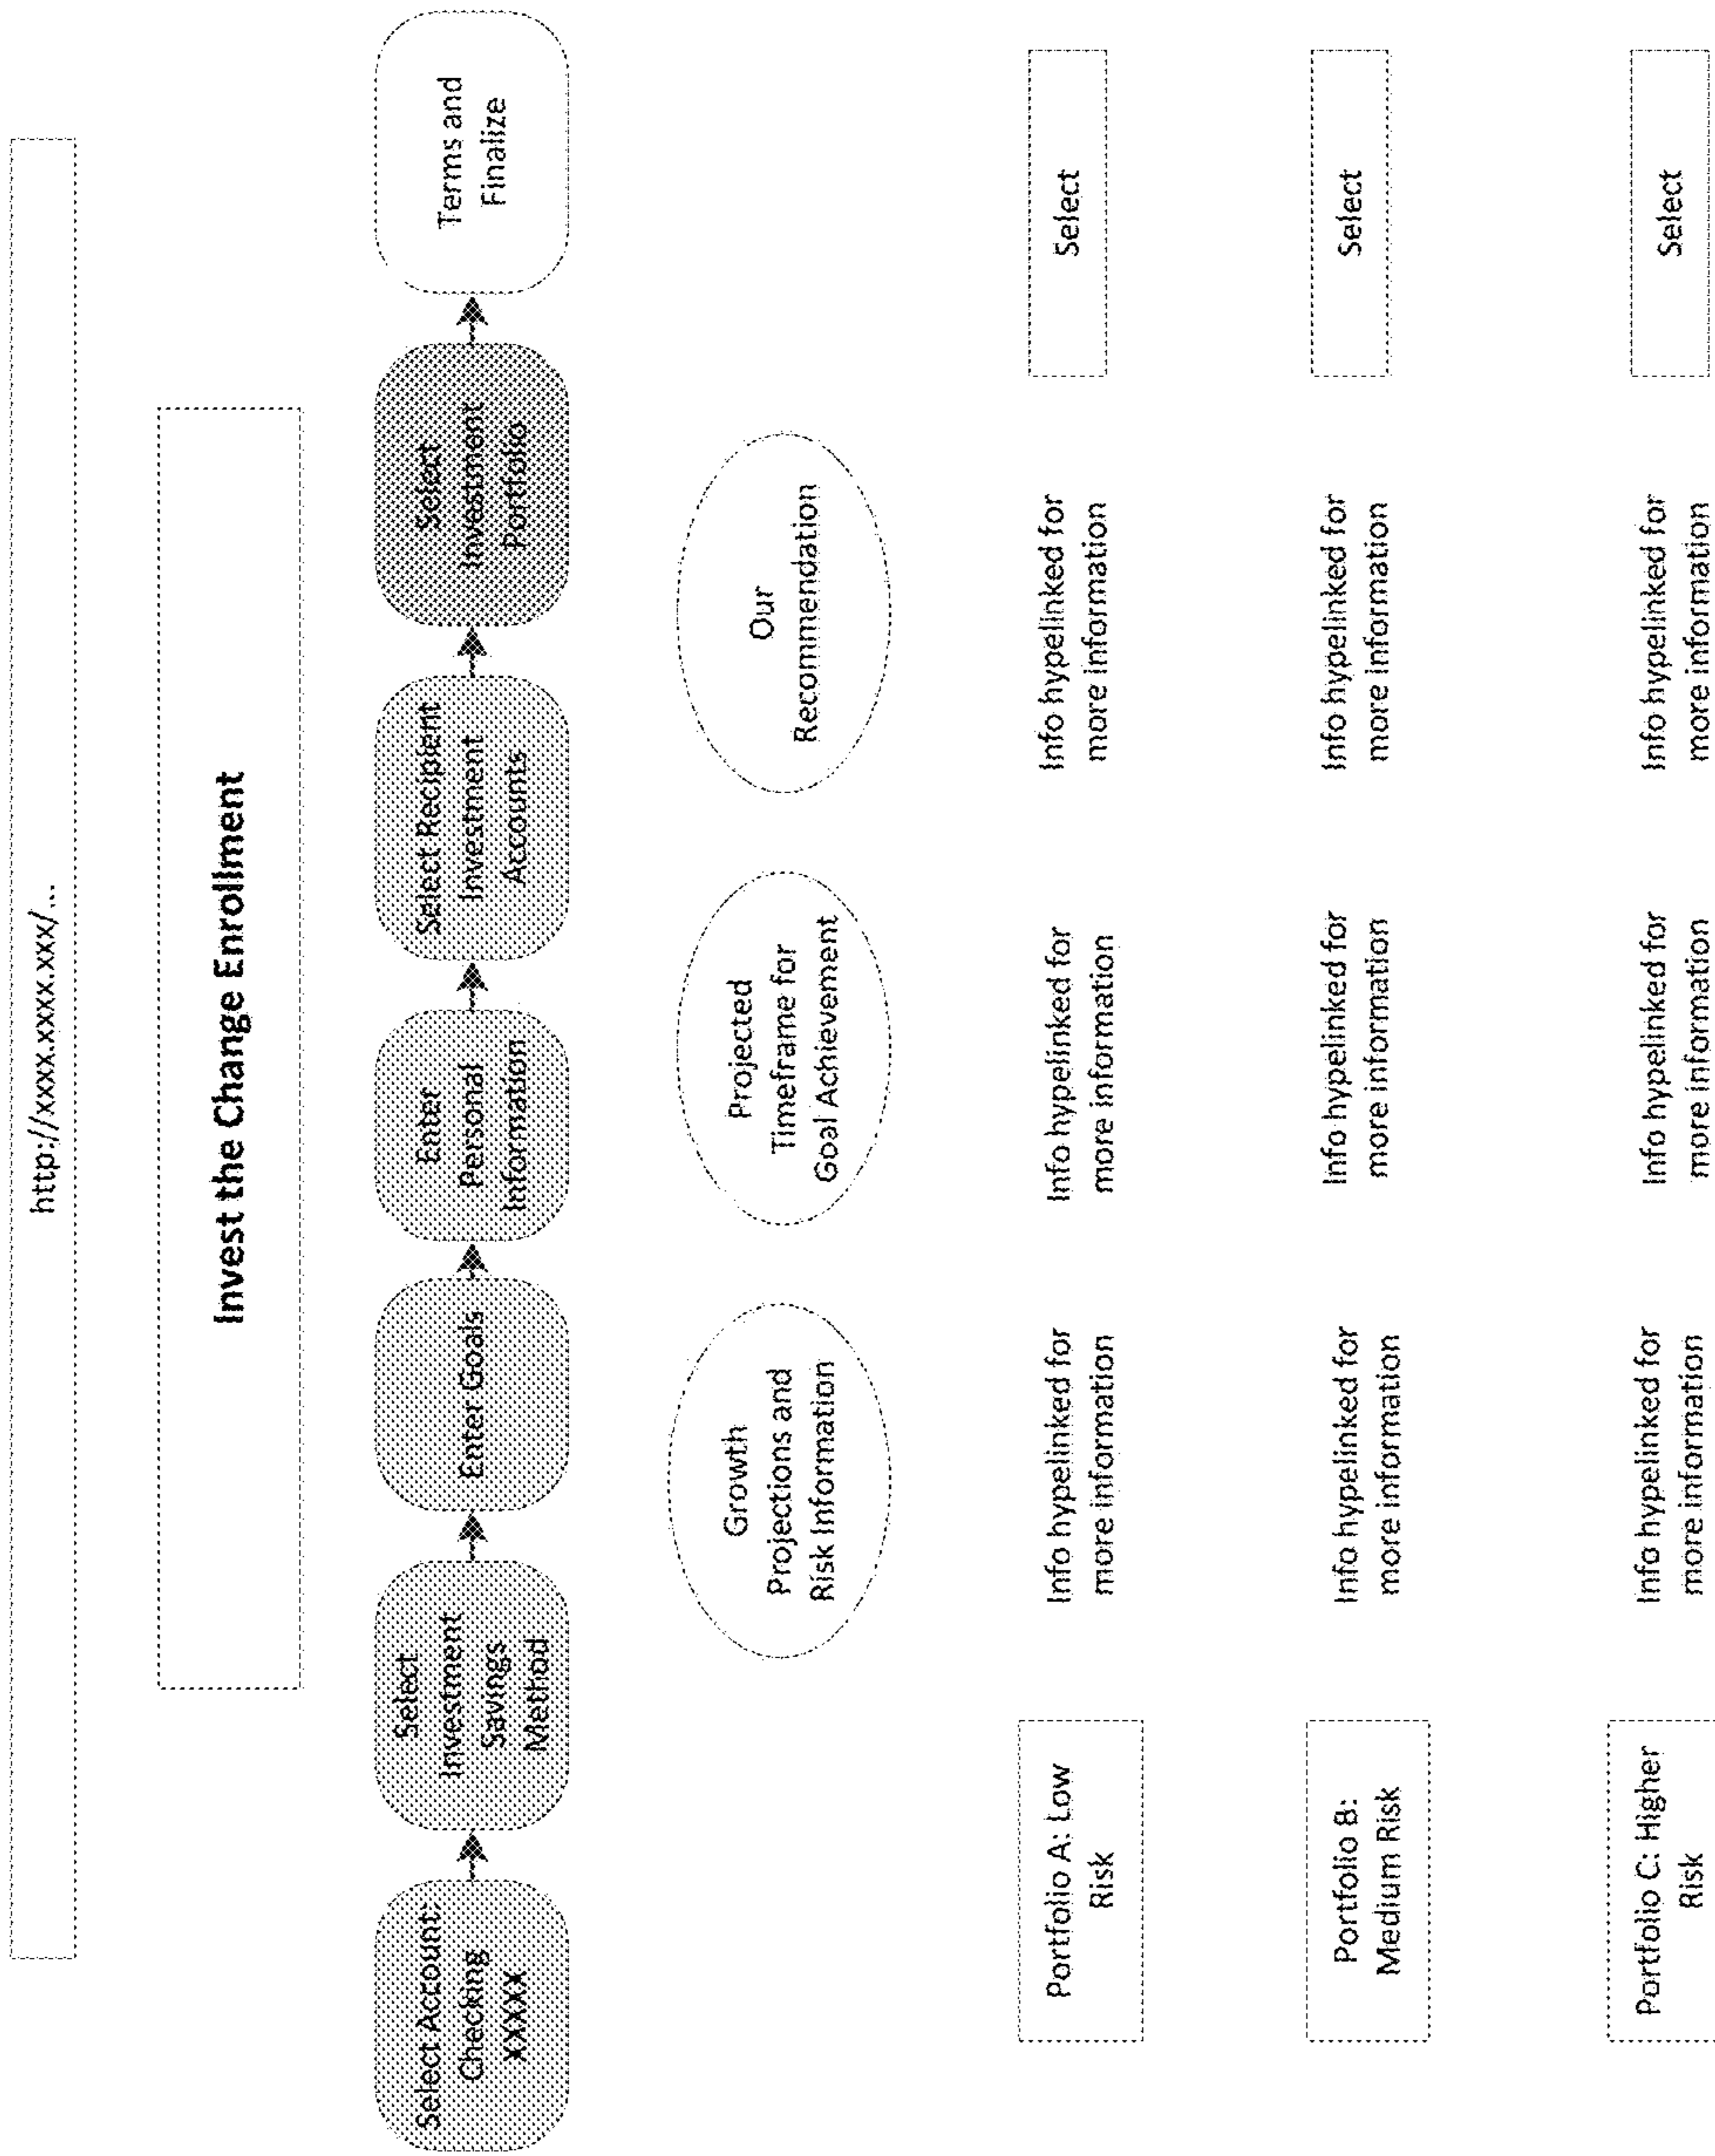 http://xxxx.xxxx.xxx/...
Invest the Change Enrollment
Select Account:
Checking
XXXXX
Select
Investment
Savings
Method
Enter Goals
Enter
Personal
Information
Select Recipient
Investment
Accounts
Select
Investment
Portfolio
Terms and
Finalize
Growth
Projections and
Risk Information
Projected
Timeframe for
Goal Achievement
Our
Recommendation
Portfolio A: Low
Risk
Info hypelinked for
more information
Info hypelinked for
more information
Info hypelinked for
more information
Select
Portfolio B:
Medium Risk
Info hypelinked for
more information
Info hypelinked for
more information
Info hypelinked for
more information
Select
Portfolio C: Higher
Risk
Info hypelinked for
more information
Info hypelinked for
more information
Info hypelinked for
more information
Select